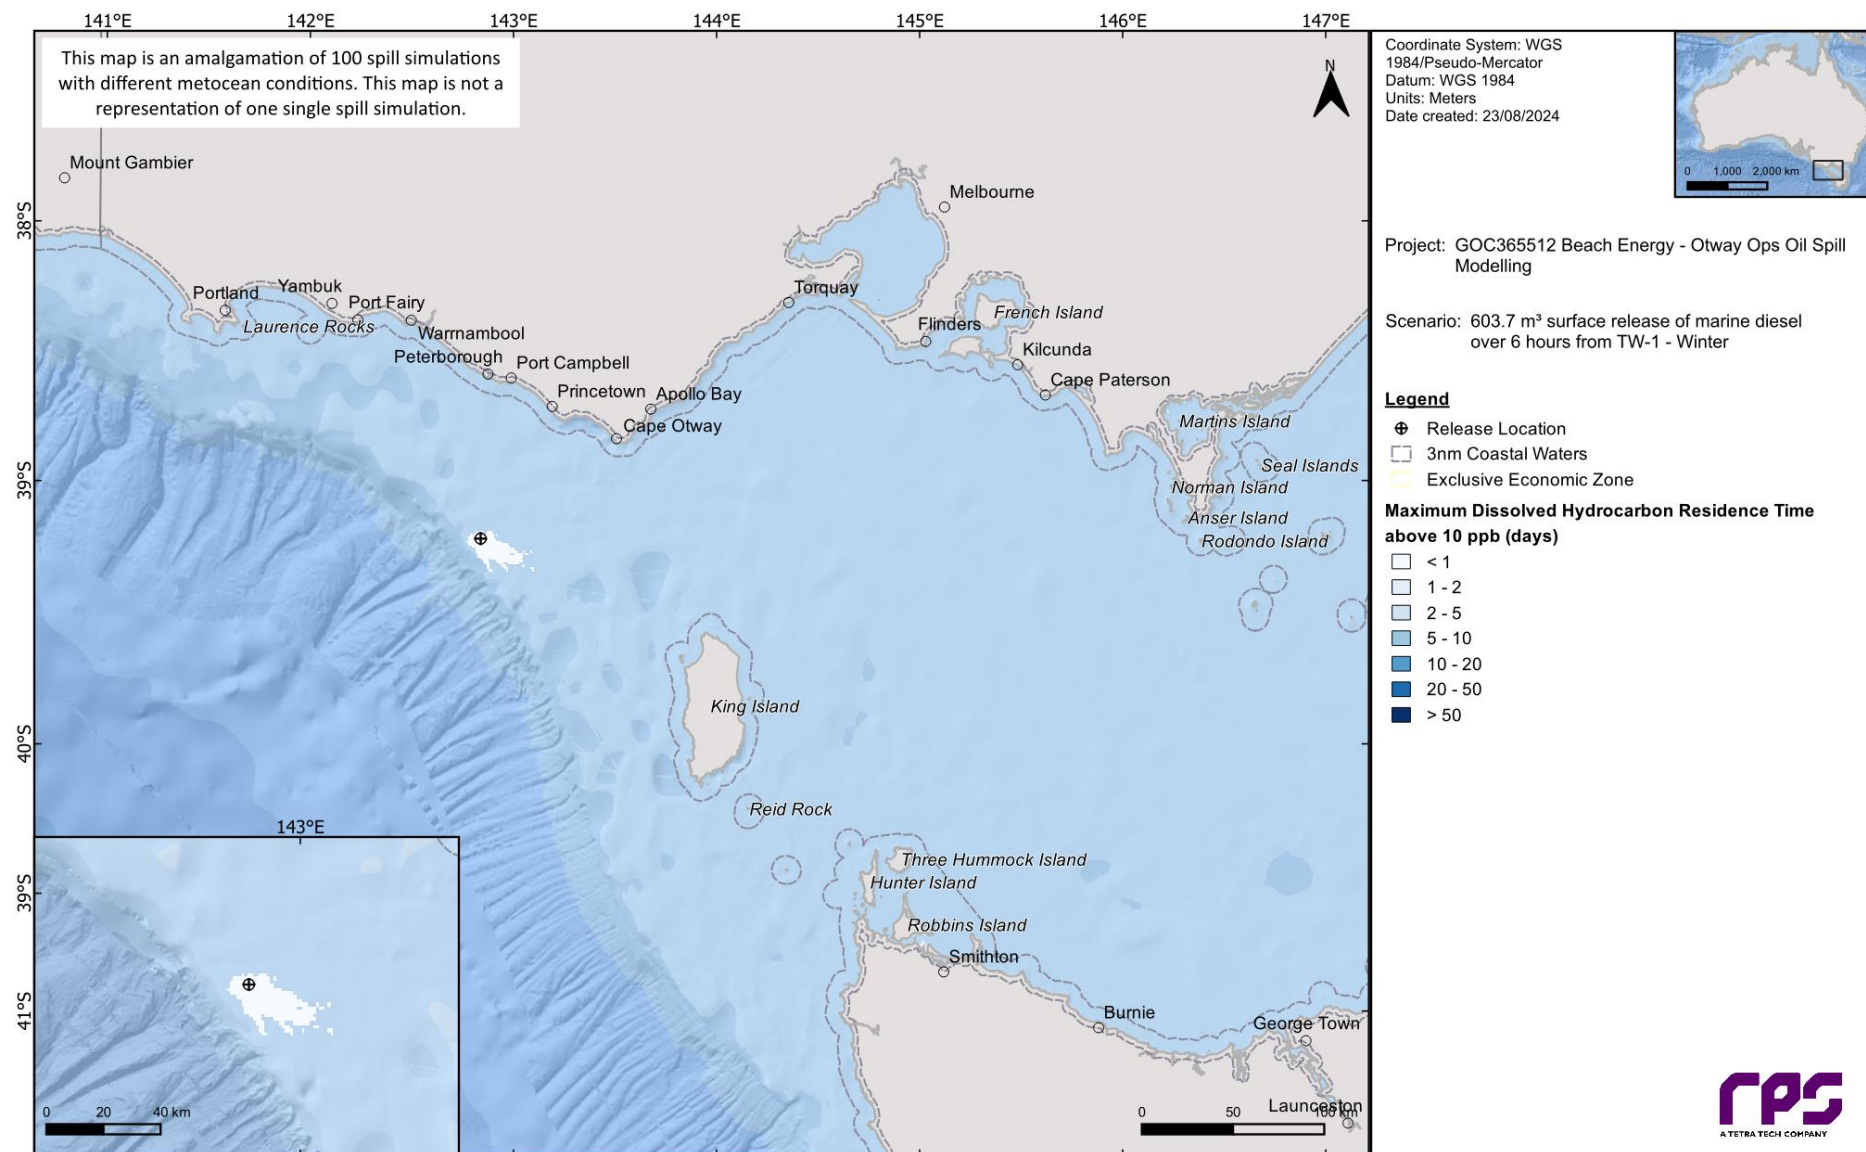 141°E
142°E
143°E
144°E
145°E
146°E
147°E
This map is an amalgamation of 100 spill simulations
with different metocean conditions. This map is not a
representation of one single spill simulation.
N
Mount Gambier
Melbourne
38°S
Portland
Yambuk
Port Fairy
Laurence Rocks
Warrnambool
Torquay
French Island
Flinders
Peterborough
Port Campbell
Kilcunda
Princetown
Apollo Bay
Cape Paterson
Cape Otway
Martins Island
39°S
Seal Islands
Norman Island
Anser Island
Rodondo Island
King Island
40°S
Reid Rock
Three Hummock Island
Hunter Island
Robbins Island
Smithton
41°S
Burnie
George Town
Launceston
0 50 100 km
143°E
39°S
0 20 40 km
Coordinate System: WGS
1984/Pseudo-Mercator
Datum: WGS 1984
Units: Meters
Date created: 23/08/2024
0 1,000 2,000 km
Project: GOC365512 Beach Energy - Otway Ops Oil Spill
Modelling
Scenario: 603.7 m³ surface release of marine diesel
over 6 hours from TW-1 - Winter
Legend
Release Location
3nm Coastal Waters
Exclusive Economic Zone
Maximum Dissolved Hydrocarbon Residence Time
above 10 ppb (days)
< 1
1 - 2
2 - 5
5 - 10
10 - 20
20 - 50
> 50
rps
A TETRA TECH COMPANY